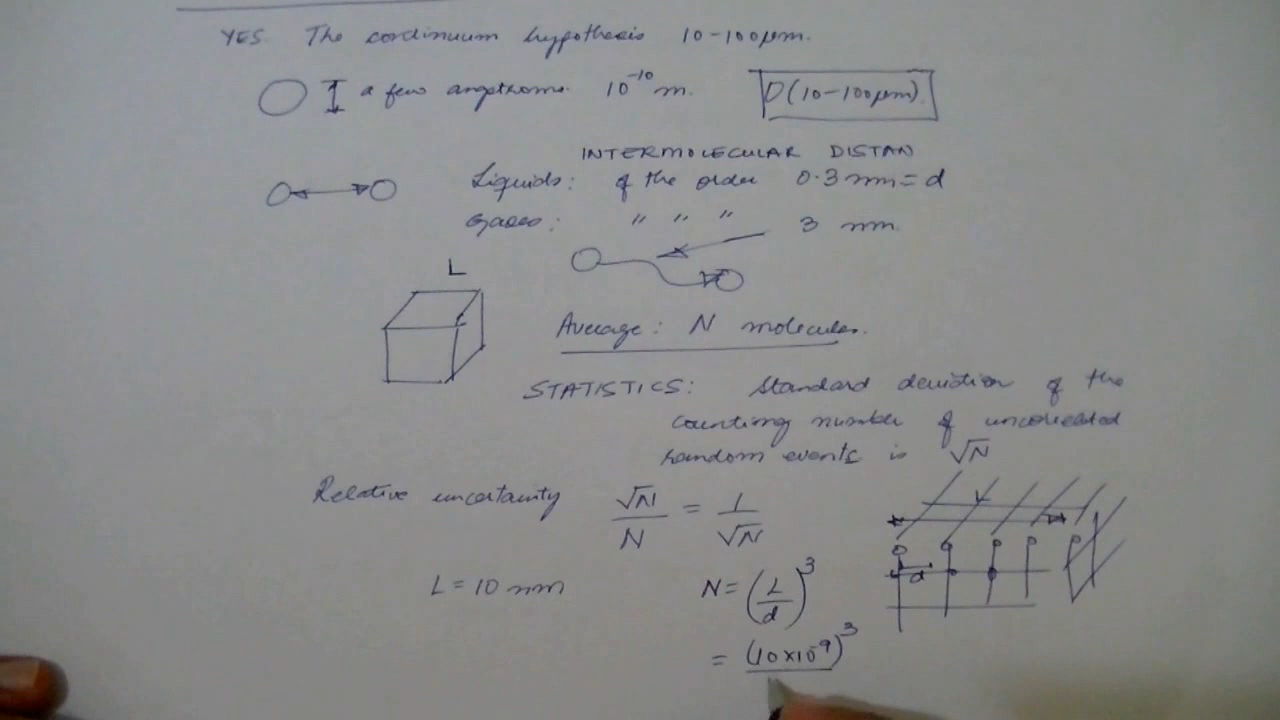 YES. The continuum hypothesis 10-100μm.
a few angstroms. 10⁻¹⁰ m. O(10-100μm).
INTERMOLECULAR DISTAN
Liquids: of the order 0.3 nm = d
Gases: " " " 3 nm.
L
Average: N molecules.
STATISTICS: Standard deviation of the
counting number of uncorrelated
random events is √N
Relative uncertainty √N/N = 1/√N
L
d
L = 10 nm N = (L/d)³
= (10×10⁻⁹)³